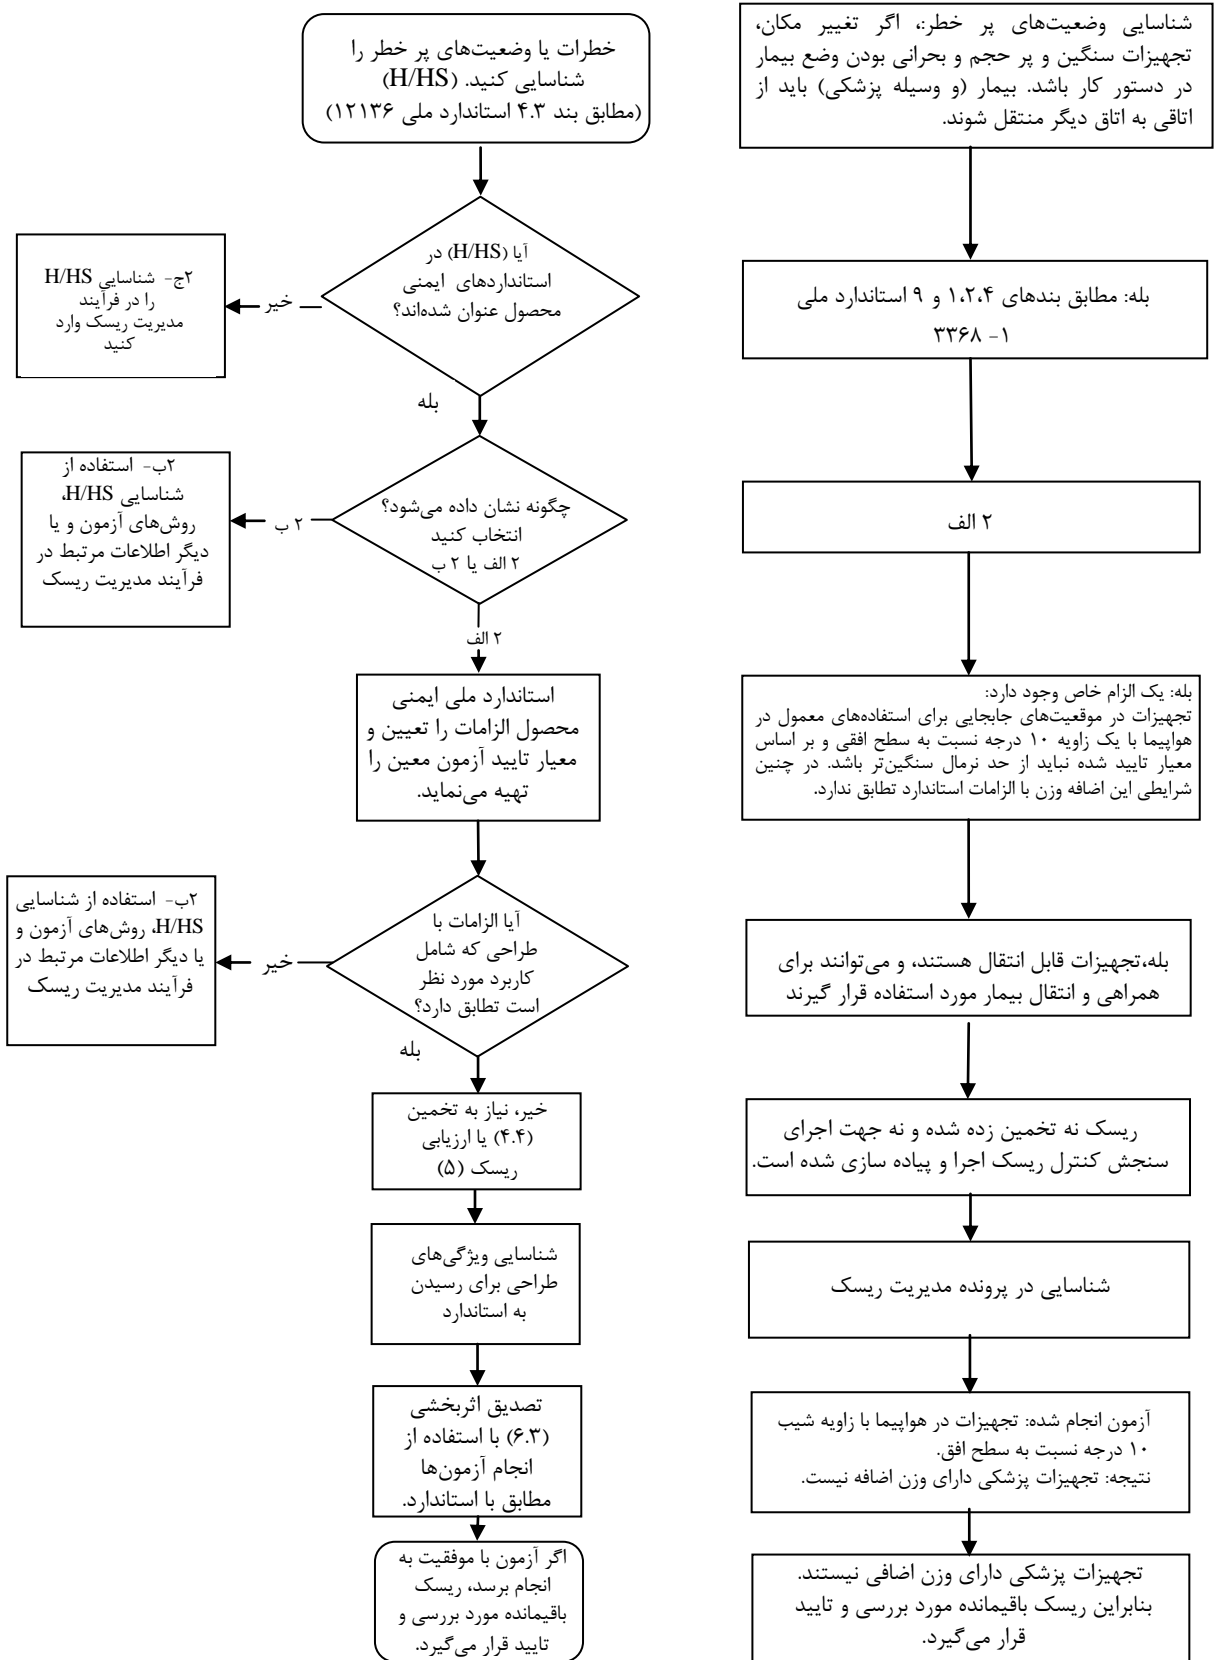 شناسایی وضعیت‌های پر خطر:، اگر تغییر مکان،
تجهیزات سنگین و پر حجم و بحرانی بودن وضع بیمار
در دستور کار باشد. بیمار (و وسیله پزشکی) باید از
اتاقی به اتاق دیگر منتقل شوند.
بله: مطابق بندهای ۱،۲،۴ و ۹ استاندارد ملی
۱- ۳۳۶۸
۲ الف
بله: یک الزام خاص وجود دارد:
تجهیزات در موقعیت‌های جابجایی برای استفاده‌های معمول در
هواپیما با یک زاویه ۱۰ درجه نسبت به سطح افقی و بر اساس
معیار تایید شده نباید از حد نرمال سنگین‌تر باشد. در چنین
شرایطی این اضافه وزن با الزامات استاندارد تطابق ندارد.
بله،تجهیزات قابل انتقال هستند، و می‌توانند برای
همراهی و انتقال بیمار مورد استفاده قرار گیرند
ریسک نه تخمین زده شده و نه جهت اجرای
سنجش کنترل ریسک اجرا و پیاده سازی شده است.
شناسایی در پرونده مدیریت ریسک
آزمون انجام شده: تجهیزات در هواپیما با زاویه شیب
۱۰ درجه نسبت به سطح افق.
نتیجه: تجهیزات پزشکی دارای وزن اضافه نیست.
تجهیزات پزشکی دارای وزن اضافی نیستند.
بنابراین ریسک باقیمانده مورد بررسی و تایید
قرار می‌گیرد.
خطرات یا وضعیت‌های پر خطر را
شناسایی کنید. (H/HS)
(مطابق بند ۴.۳ استاندارد ملی ۱۲۱۳۶)
آیا (H/HS) در
استانداردهای ایمنی
محصول عنوان شده‌اند؟
خیر
۲ج- شناسایی H/HS
را در فرآیند
مدیریت ریسک وارد
کنید
بله
چگونه نشان داده می‌شود؟
انتخاب کنید
۲ الف یا ۲ ب
۲ ب
۲ب- استفاده از
شناسایی H/HS،
روش‌های آزمون و یا
دیگر اطلاعات مرتبط در
فرآیند مدیریت ریسک
۲ الف
استاندارد ملی ایمنی
محصول الزامات را تعیین و
معیار تایید آزمون معین را
تهیه می‌نماید.
آیا الزامات با
طراحی که شامل
کاربرد مورد نظر
است تطابق دارد؟
خیر
۲ب- استفاده از شناسایی
H/HS، روش‌های آزمون و
یا دیگر اطلاعات مرتبط در
فرآیند مدیریت ریسک
بله
خیر، نیاز به تخمین
(۴.۴) یا ارزیابی
ریسک (۵)
شناسایی ویژگی‌های
طراحی برای رسیدن
به استاندارد
تصدیق اثربخشی
(۶.۳) با استفاده از
انجام آزمون‌ها
مطابق با استاندارد.
اگر آزمون با موفقیت به
انجام برسد، ریسک
باقیمانده مورد بررسی و
تایید قرار می‌گیرد.